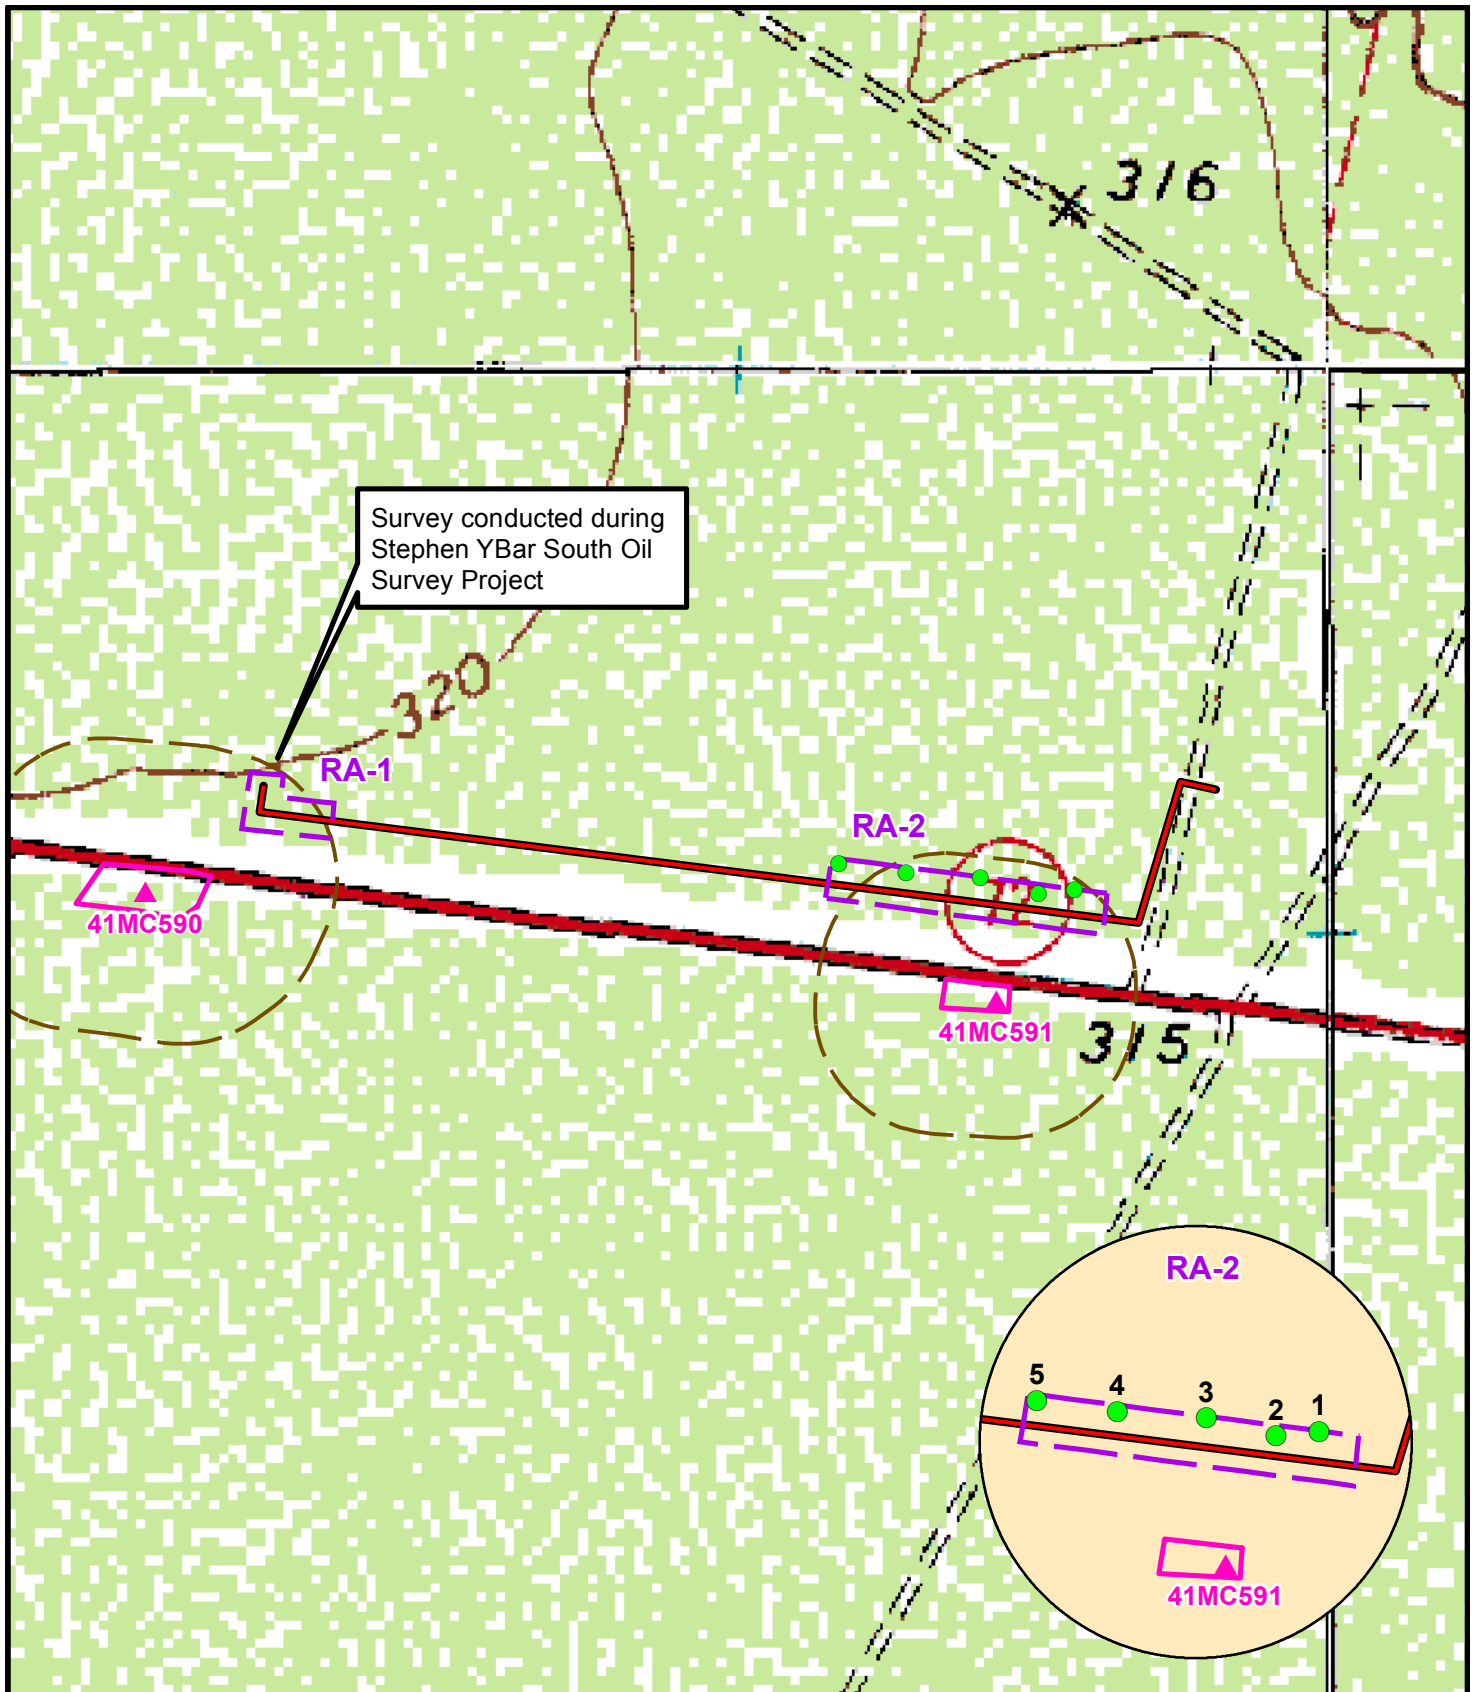 316
Survey conducted during
Stephen YBar South Oil
Survey Project
320
RA-1
RA-2
41MC590
41MC591
315
RA-2
5
4
3
2
1
41MC591